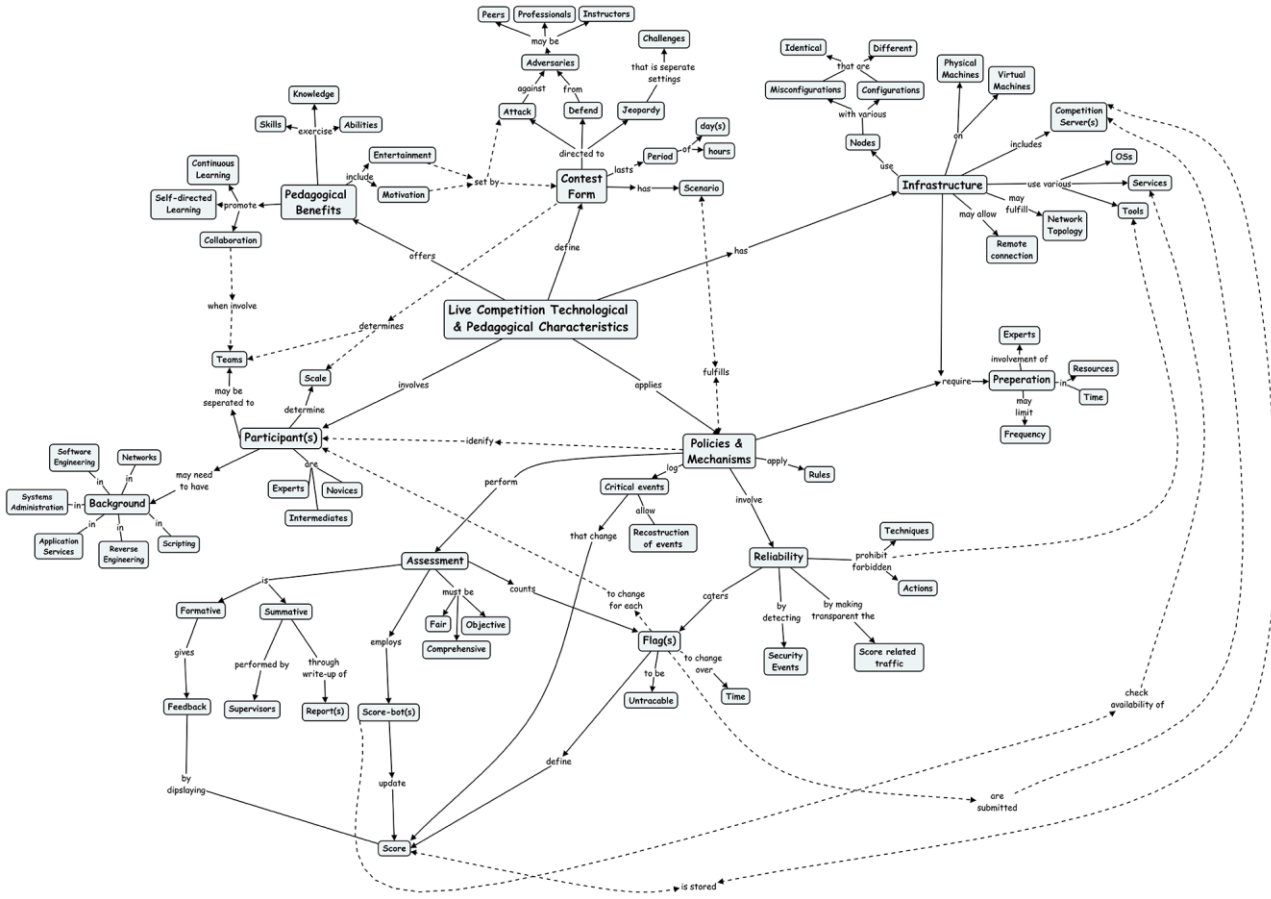 Peers
Professionals
Instructors
may be
Adversaries
against
from
Attack
Defend
Jeopardy
Challenges
that is seperate
settings
directed to
Identical
Different
that are
Misconfigurations
Configurations
with various
Nodes
use
Physical
Machines
Virtual
Machines
on
Competition
Server(s)
includes
OSs
use various
Services
Tools
may
fulfill
Network
Topology
may allow
Remote
connection
Infrastructure
Knowledge
Skills
exercise
Abilities
Continuous
Learning
Self-directed
Learning
promote
Collaboration
Pedagogical
Benefits
Entertainment
include
Motivation
set by
Contest
Form
lasts
Period
of
day(s)
hours
has
Scenario
offers
define
has
Live Competition Technological
& Pedagogical Characteristics
when involve
determines
Teams
Scale
may be
seperated to
determine
involves
applies
fulfills
Experts
involvement of
require
Preperation
in
Resources
Time
may
limit
Frequency
Participant(s)
idenify
Policies &
Mechanisms
apply
Rules
Software
Engineering
Networks
in
in
Systems
Administration
in
Background
may need
to have
in
in
in
Application
Services
Reverse
Engineering
Scripting
are
Experts
Novices
Intermediates
perform
log
Critical events
allow
Recostruction
of events
that change
involve
Reliability
prohibit
forbidden
Techniques
Actions
Assessment
is
Formative
Summative
must be
Fair
Objective
Comprehensive
counts
to change
for each
caters
by
detecting
by making
transparent the
Flag(s)
to be
to change
over
Untracable
Time
Security
Events
Score related
traffic
gives
performed by
through
write-up of
employs
Feedback
Supervisors
Report(s)
Score-bot(s)
check
availability of
by
dipslaying
update
define
are
submitted
Score
is stored